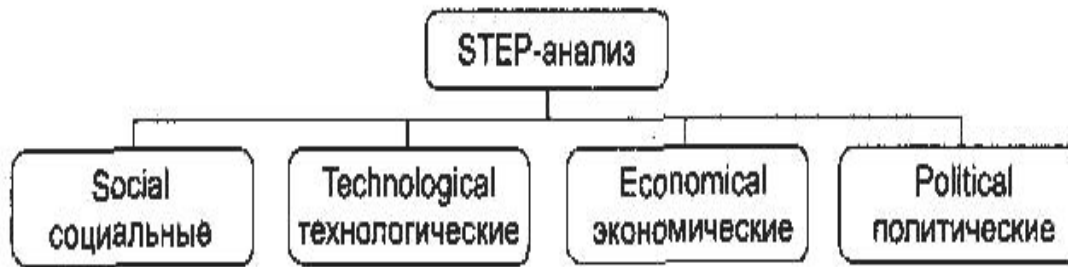 STEP-анализ
Social
социальные
Technological
технологические
Economical
экономические
Political
политические